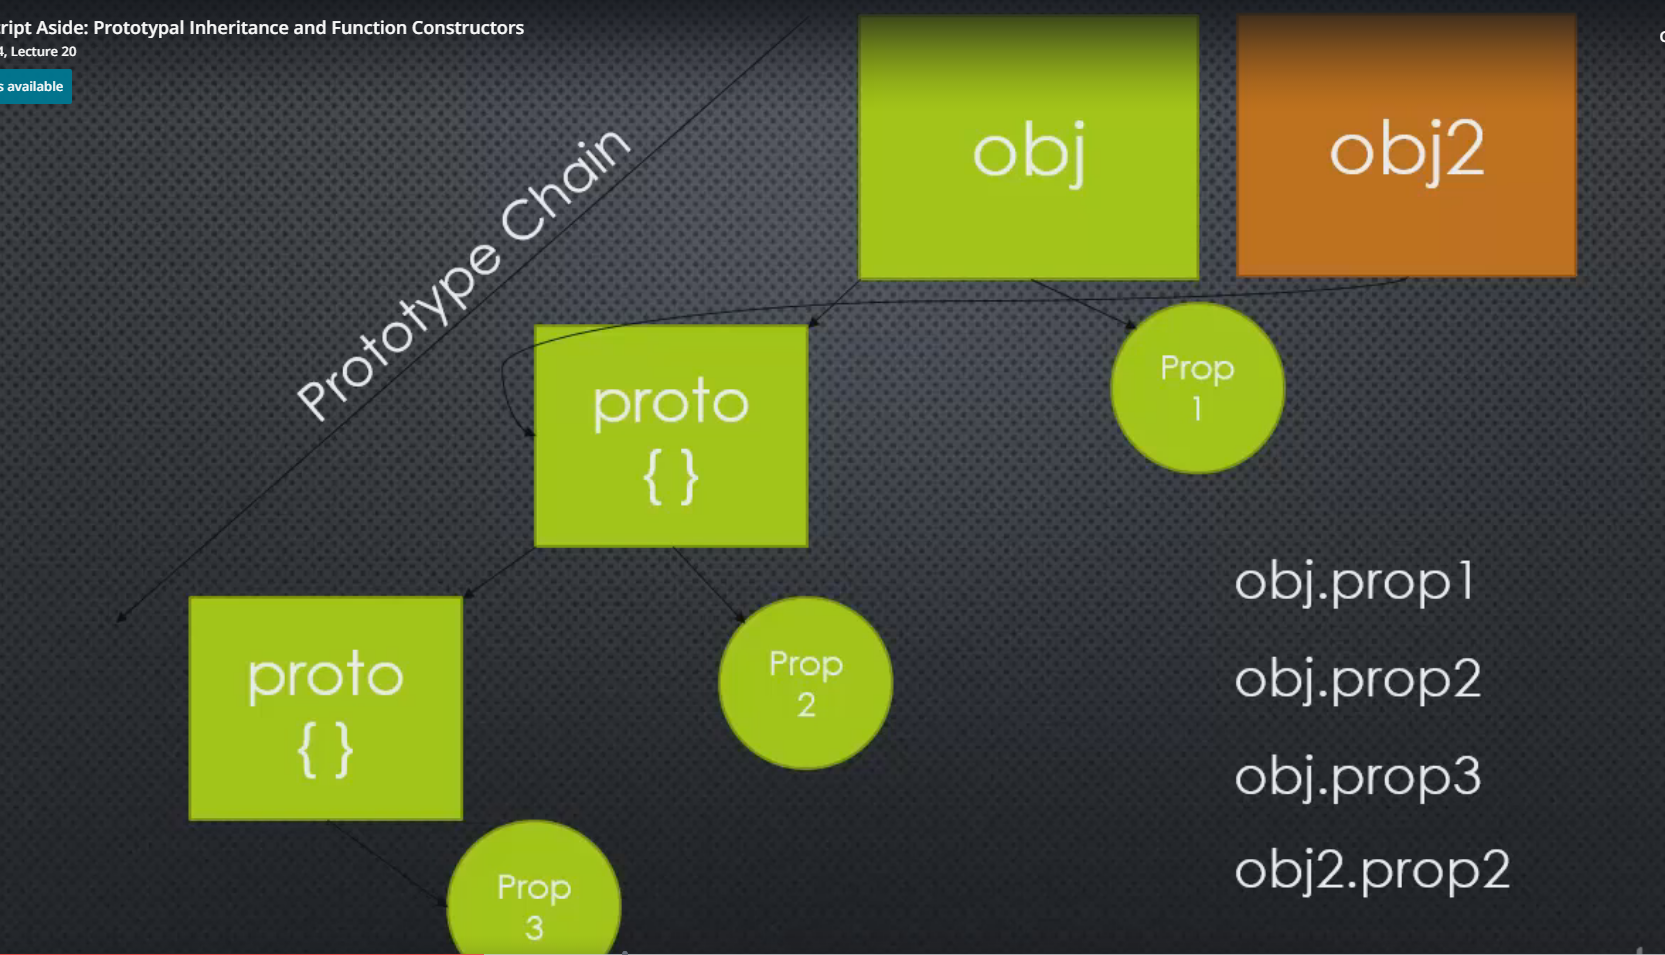 ript Aside: Prototypal Inheritance and Function Constructors
4, Lecture 20
s available
Prototype Chain
obj
obj2
proto
{ }
Prop
1
proto
{ }
Prop
2
Prop
3
obj.prop1
obj.prop2
obj.prop3
obj2.prop2